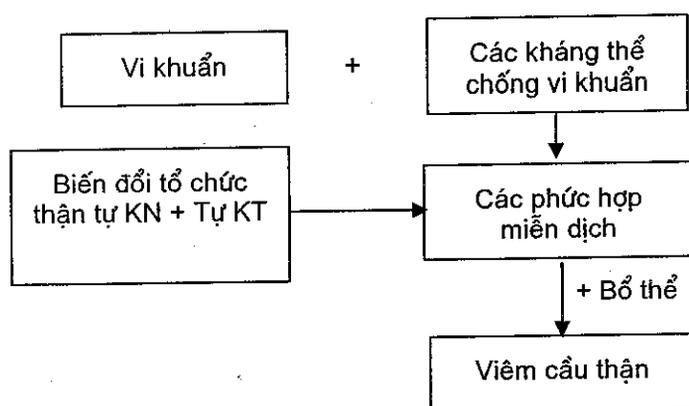 Vi khuẩn
+
Các kháng thể
chống vi khuẩn
Biến đổi tổ chức
thận tự KN + Tự KT
Các phức hợp
miễn dịch
+ Bổ thể
Viêm cầu thận